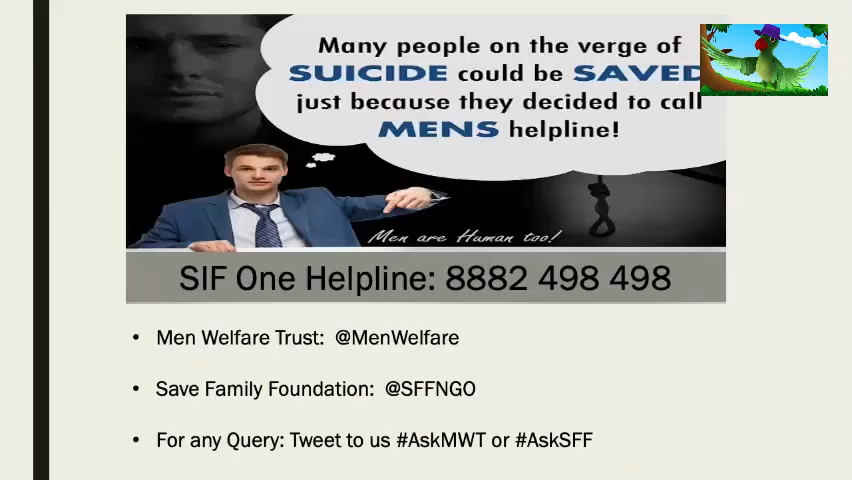 Many people on the verge of
SUICIDE could be SAVED
just because they decided to call
MENS helpline!
Men are Human too!
SIF One Helpline: 8882 498 498
• Men Welfare Trust: @MenWelfare
• Save Family Foundation: @SFFNGO
• For any Query: Tweet to us #AskMWT or #AskSFF